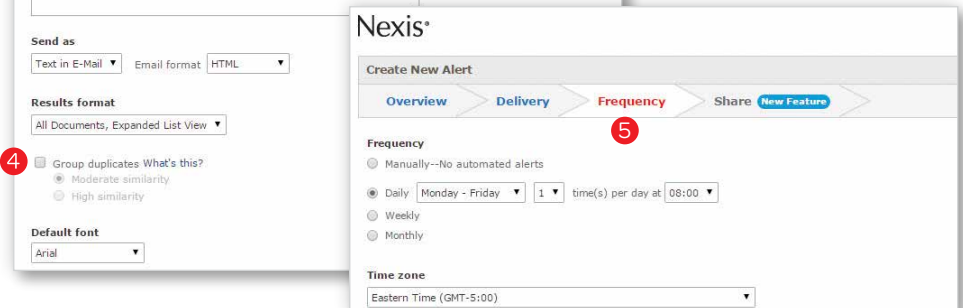 Send as
Text in E-Mail Email format HTML
Results format
All Documents, Expanded List View
4 Group duplicates What's this?
Moderate similarity
High similarity
Default font
Arial
Nexis®
Create New Alert
Overview Delivery Frequency Share New Feature
5
Frequency
Manually--No automated alerts
Daily Monday - Friday 1 time(s) per day at 08:00
Weekly
Monthly
Time zone
Eastern Time (GMT-5:00)